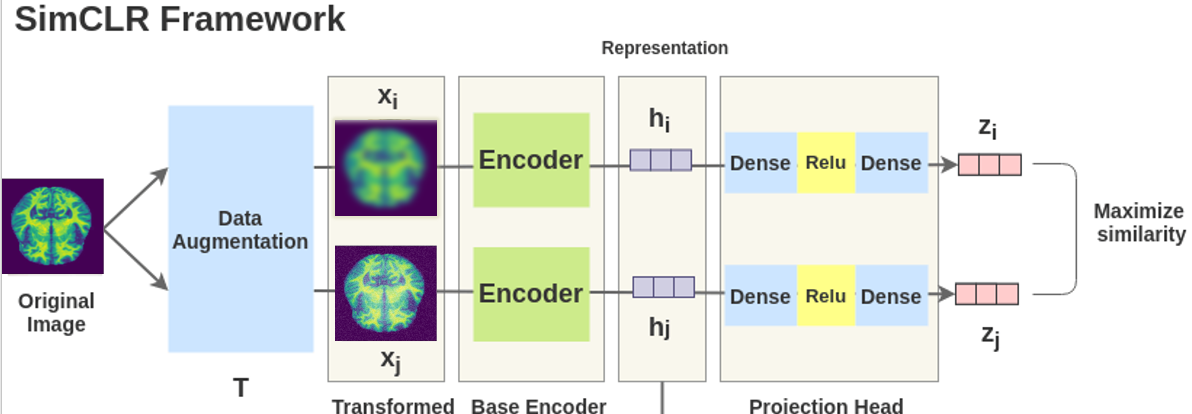 SimCLR Framework
Representation
xi
hi
zi
Encoder
Dense
Relu
Dense
Data
Augmentation
Maximize
similarity
Original
Image
Encoder
Dense
Relu
Dense
hj
zj
xj
T
Transformed
Base Encoder
Projection Head